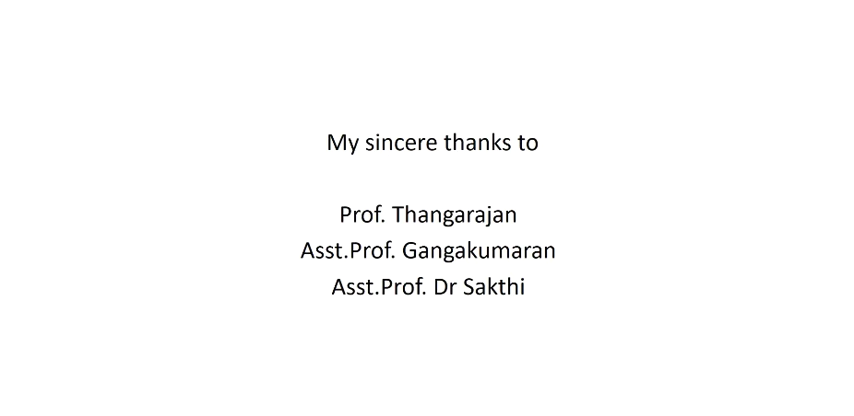 My sincere thanks to
Prof. Thangarajan
Asst.Prof. Gangakumaran
Asst.Prof. Dr Sakthi